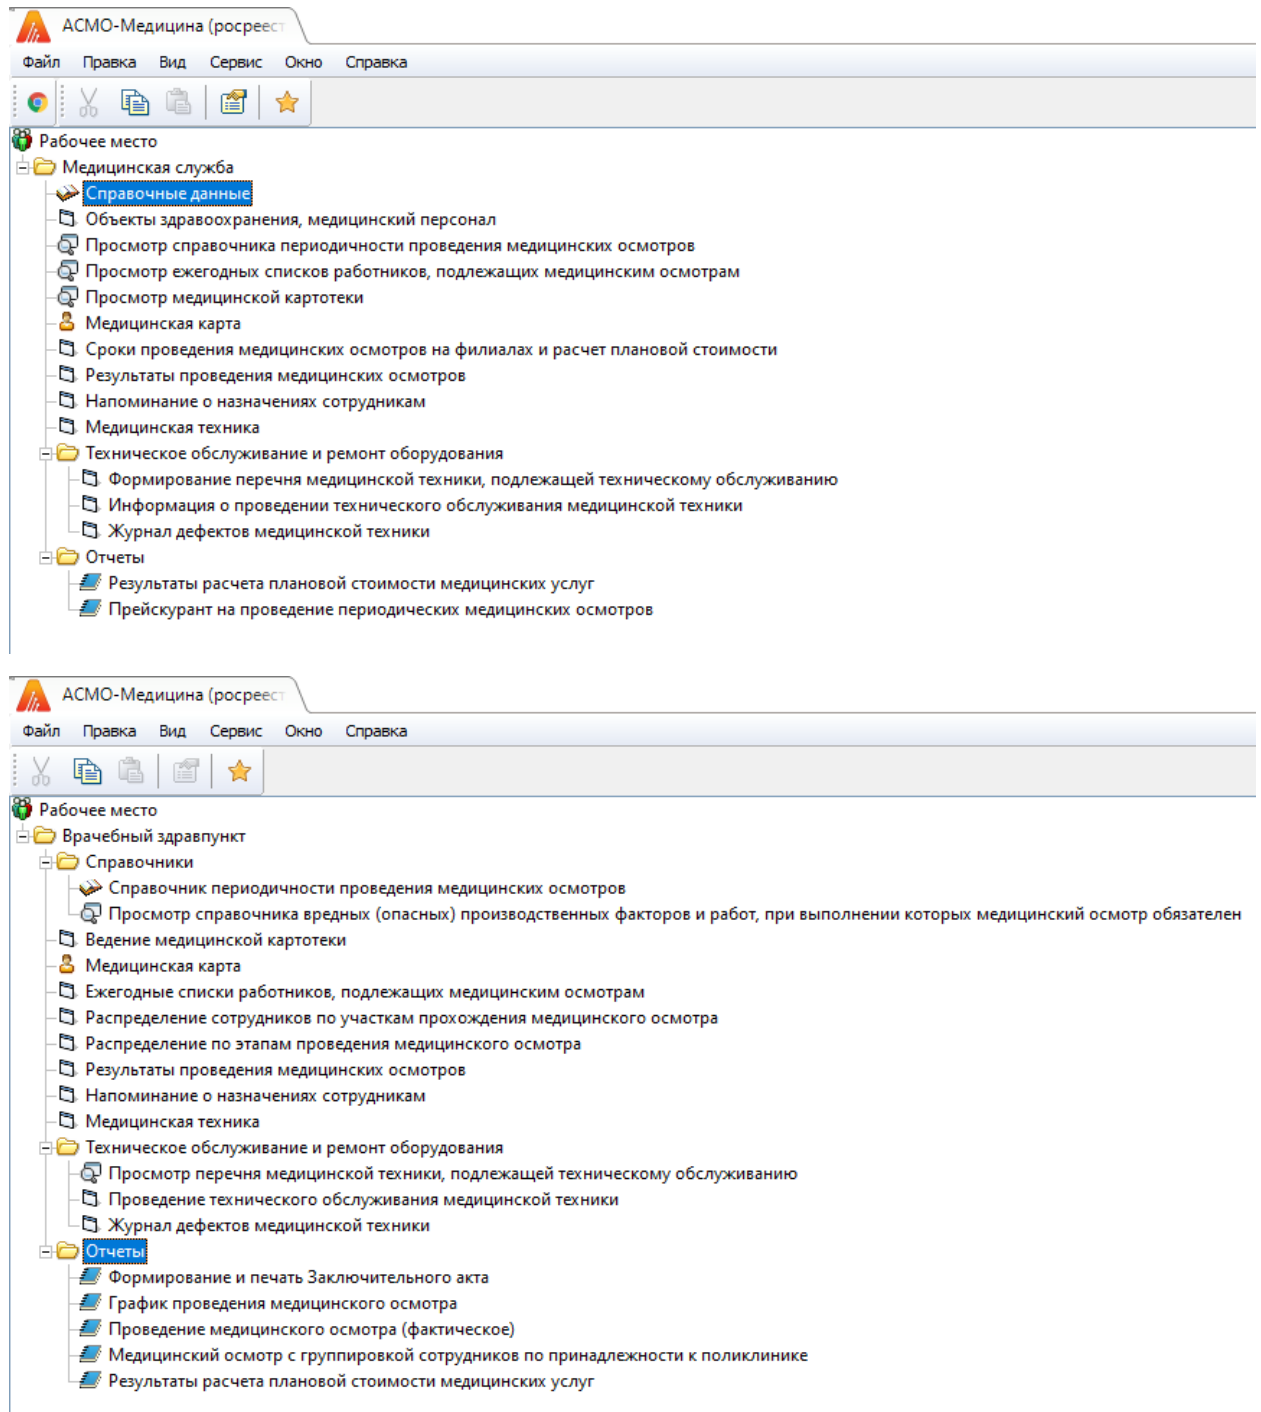 АСМО-Медицина (росреест
Файл Правка Вид Сервис Окно Справка
Рабочее место
Медицинская служба
Справочные данные
Объекты здравоохранения, медицинский персонал
Просмотр справочника периодичности проведения медицинских осмотров
Просмотр ежегодных списков работников, подлежащих медицинским осмотрам
Просмотр медицинской картотеки
Медицинская карта
Сроки проведения медицинских осмотров на филиалах и расчет плановой стоимости
Результаты проведения медицинских осмотров
Напоминание о назначениях сотрудникам
Медицинская техника
Техническое обслуживание и ремонт оборудования
Формирование перечня медицинской техники, подлежащей техническому обслуживанию
Информация о проведении технического обслуживания медицинской техники
Журнал дефектов медицинской техники
Отчеты
Результаты расчета плановой стоимости медицинских услуг
Прейскурант на проведение периодических медицинских осмотров
АСМО-Медицина (росреест
Файл Правка Вид Сервис Окно Справка
Рабочее место
Врачебный здравпункт
Справочники
Справочник периодичности проведения медицинских осмотров
Просмотр справочника вредных (опасных) производственных факторов и работ, при выполнении которых медицинский осмотр обязателен
Ведение медицинской картотеки
Медицинская карта
Ежегодные списки работников, подлежащих медицинским осмотрам
Распределение сотрудников по участкам прохождения медицинского осмотра
Распределение по этапам проведения медицинского осмотра
Результаты проведения медицинских осмотров
Напоминание о назначениях сотрудникам
Медицинская техника
Техническое обслуживание и ремонт оборудования
Просмотр перечня медицинской техники, подлежащей техническому обслуживанию
Проведение технического обслуживания медицинской техники
Журнал дефектов медицинской техники
Отчеты
Формирование и печать Заключительного акта
График проведения медицинского осмотра
Проведение медицинского осмотра (фактическое)
Медицинский осмотр с группировкой сотрудников по принадлежности к поликлинике
Результаты расчета плановой стоимости медицинских услуг